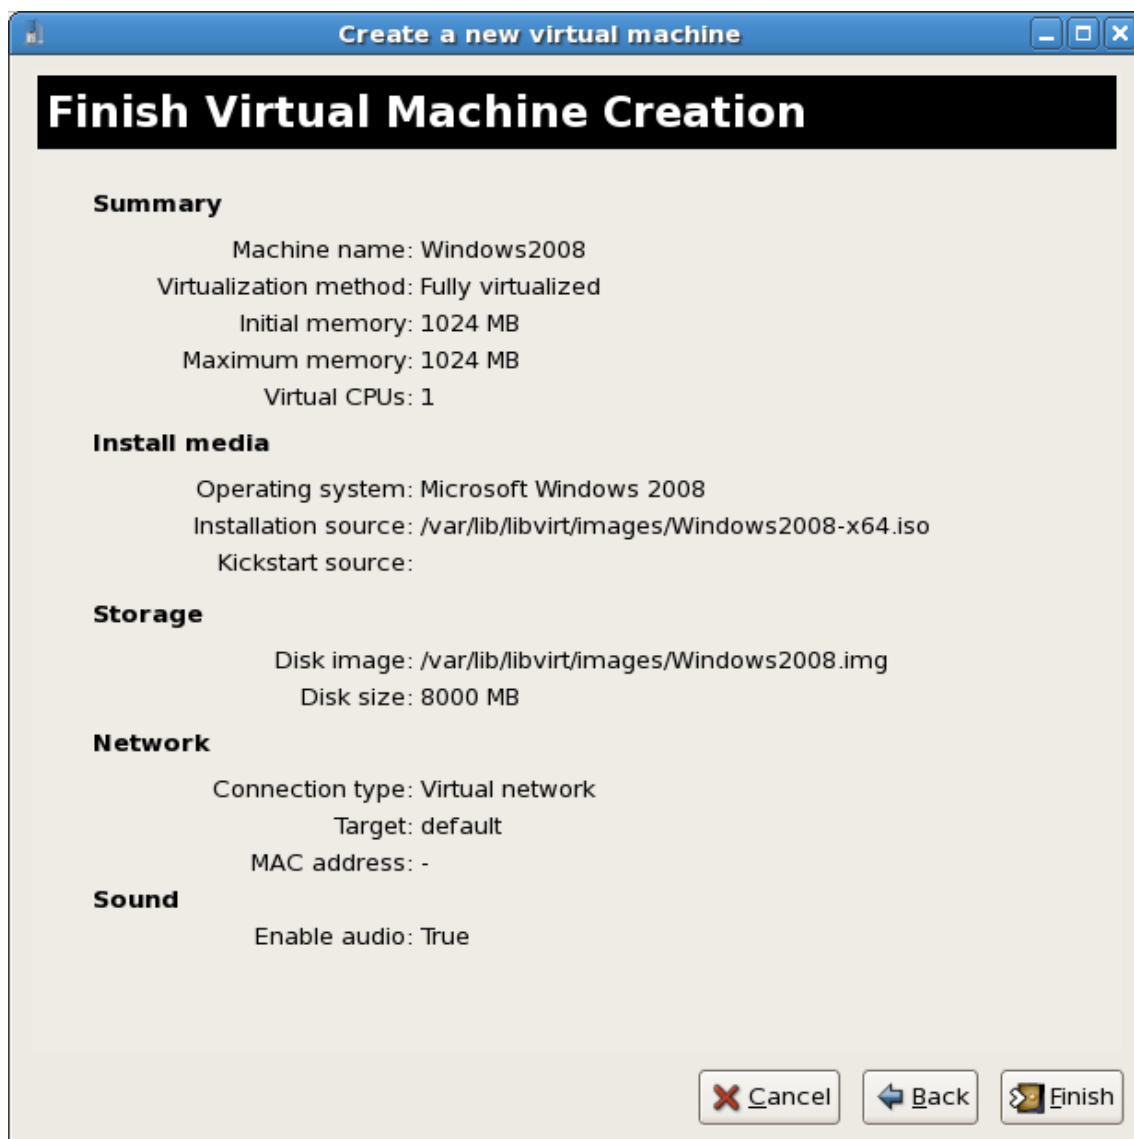 Create a new virtual machine
Finish Virtual Machine Creation
Summary
Machine name: Windows2008
Virtualization method: Fully virtualized
Initial memory: 1024 MB
Maximum memory: 1024 MB
Virtual CPUs: 1
Install media
Operating system: Microsoft Windows 2008
Installation source: /var/lib/libvirt/images/Windows2008-x64.iso
Kickstart source:
Storage
Disk image: /var/lib/libvirt/images/Windows2008.img
Disk size: 8000 MB
Network
Connection type: Virtual network
Target: default
MAC address: -
Sound
Enable audio: True
Cancel Back Finish